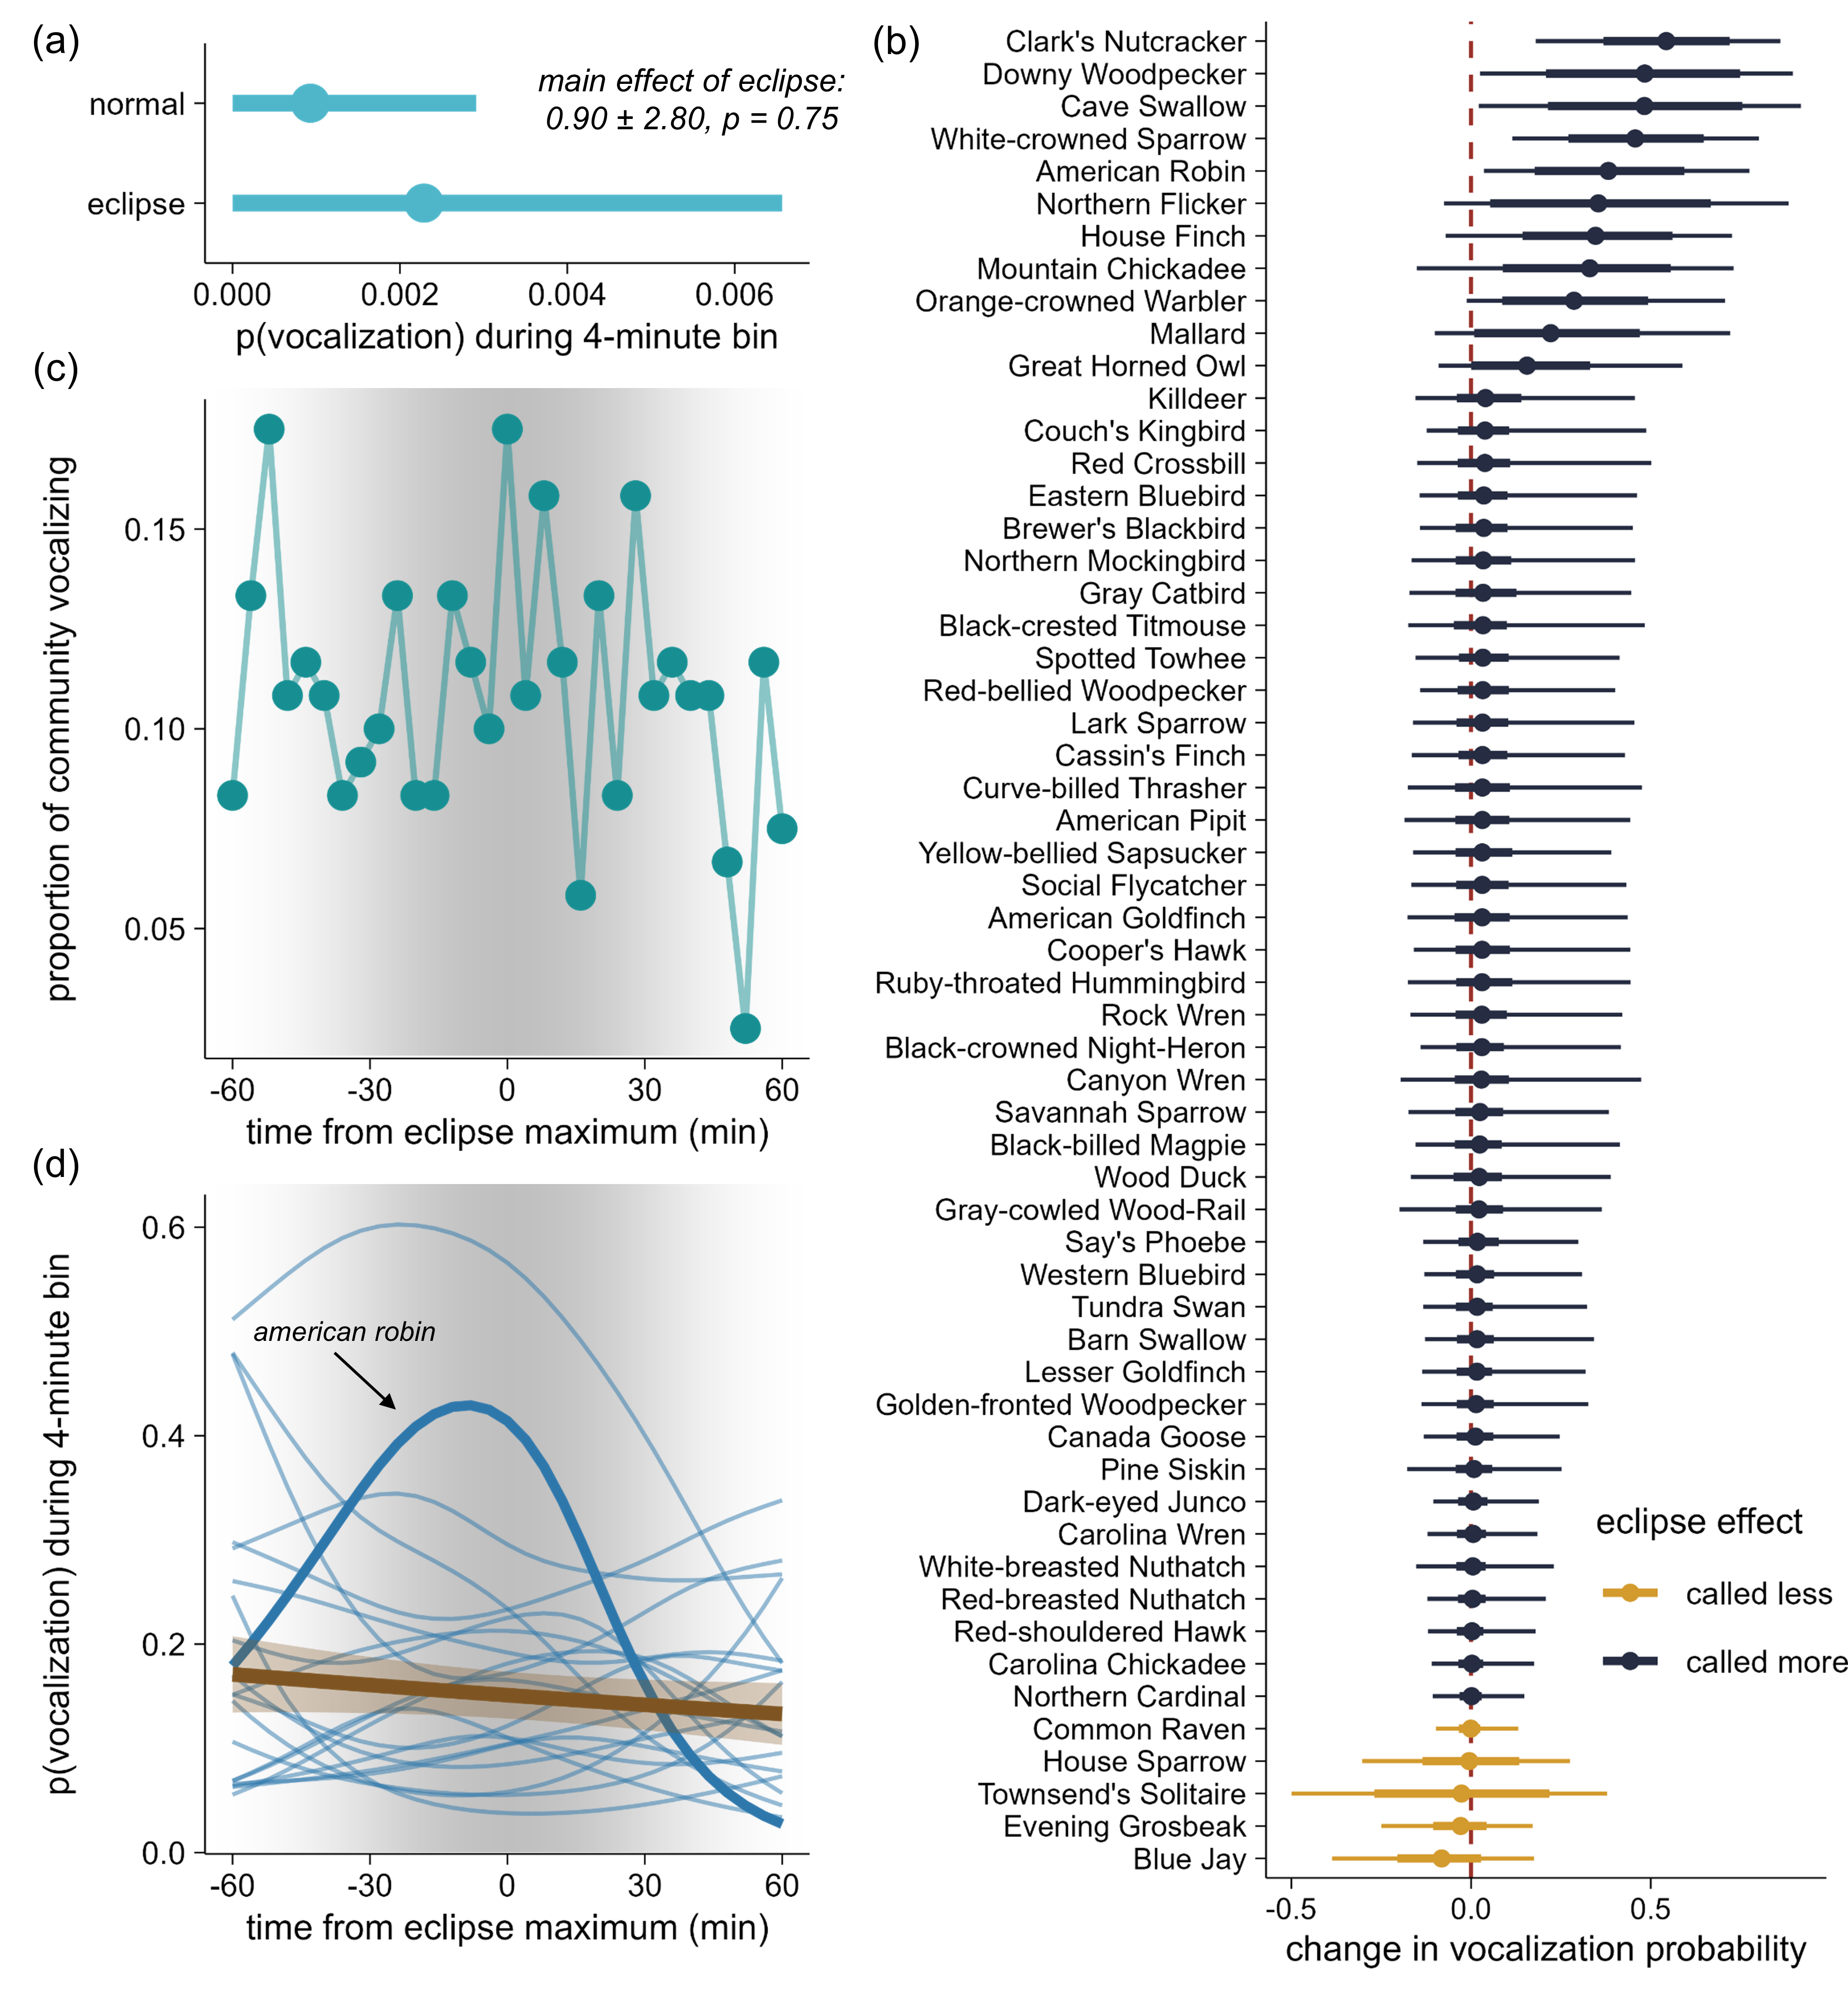 (a)
normal
eclipse
main effect of eclipse:
0.90 ± 2.80, p = 0.75
0.000 0.002 0.004 0.006
p(vocalization) during 4-minute bin
(c)
proportion of community vocalizing
0.15
0.10
0.05
-60 -30 0 30 60
time from eclipse maximum (min)
(d)
p(vocalization) during 4-minute bin
0.6
0.4
0.2
0.0
american robin
-60 -30 0 30 60
time from eclipse maximum (min)
(b)
Clark's Nutcracker
Downy Woodpecker
Cave Swallow
White-crowned Sparrow
American Robin
Northern Flicker
House Finch
Mountain Chickadee
Orange-crowned Warbler
Mallard
Great Horned Owl
Killdeer
Couch's Kingbird
Red Crossbill
Eastern Bluebird
Brewer's Blackbird
Northern Mockingbird
Gray Catbird
Black-crested Titmouse
Spotted Towhee
Red-bellied Woodpecker
Lark Sparrow
Cassin's Finch
Curve-billed Thrasher
American Pipit
Yellow-bellied Sapsucker
Social Flycatcher
American Goldfinch
Cooper's Hawk
Ruby-throated Hummingbird
Rock Wren
Black-crowned Night-Heron
Canyon Wren
Savannah Sparrow
Black-billed Magpie
Wood Duck
Gray-cowled Wood-Rail
Say's Phoebe
Western Bluebird
Tundra Swan
Barn Swallow
Lesser Goldfinch
Golden-fronted Woodpecker
Canada Goose
Pine Siskin
Dark-eyed Junco
Carolina Wren
White-breasted Nuthatch
Red-breasted Nuthatch
Red-shouldered Hawk
Carolina Chickadee
Northern Cardinal
Common Raven
House Sparrow
Townsend's Solitaire
Evening Grosbeak
Blue Jay
eclipse effect
called less
called more
-0.5 0.0 0.5
change in vocalization probability